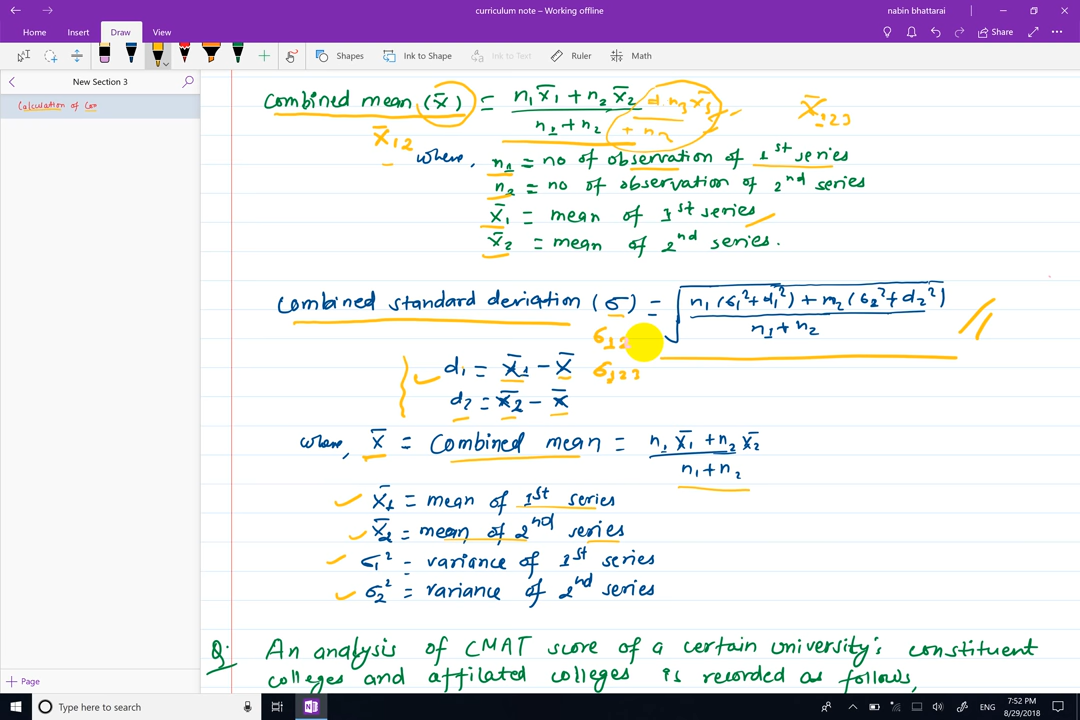 curriculum note – Working offline
nabin bhattarai
Home Insert Draw View
Share
Shapes Ink to Shape Ink to Text Ruler Math
New Section 3
Calculation of Com
Combined mean (x̄) = n₁x̄₁ + n₂x̄₂ + n₃x̄₃ / n₁ + n₂ + n₂
x̄₁₂ x̄₁₂₃
where, n₁ = no of observation of 1st series
n₂ = no of observation of 2nd series
x̄₁ = mean of 1st series
x̄₂ = mean of 2nd series.
Combined standard deviation (σ) = √ n₁(σ₁²+d₁²) + n₂(σ₂²+d₂²) / n₁+n₂
σ₁₂
d₁ = x̄₁ – x̄ σ₁₂₃
d₂ = x̄₂ – x̄
where, x̄ = Combined mean = n₁x̄₁ + n₂x̄₂ / n₁+n₂
x̄₁ = mean of 1st series
x̄₂ = mean of 2nd series
σ₁² = variance of 1st series
σ₂² = variance of 2nd series
Q: An analysis of CMAT score of a certain university's constituent
colleges and affilated colleges is recorded as follows,
+ Page
Type here to search
ENG
7:52 PM
8/29/2018